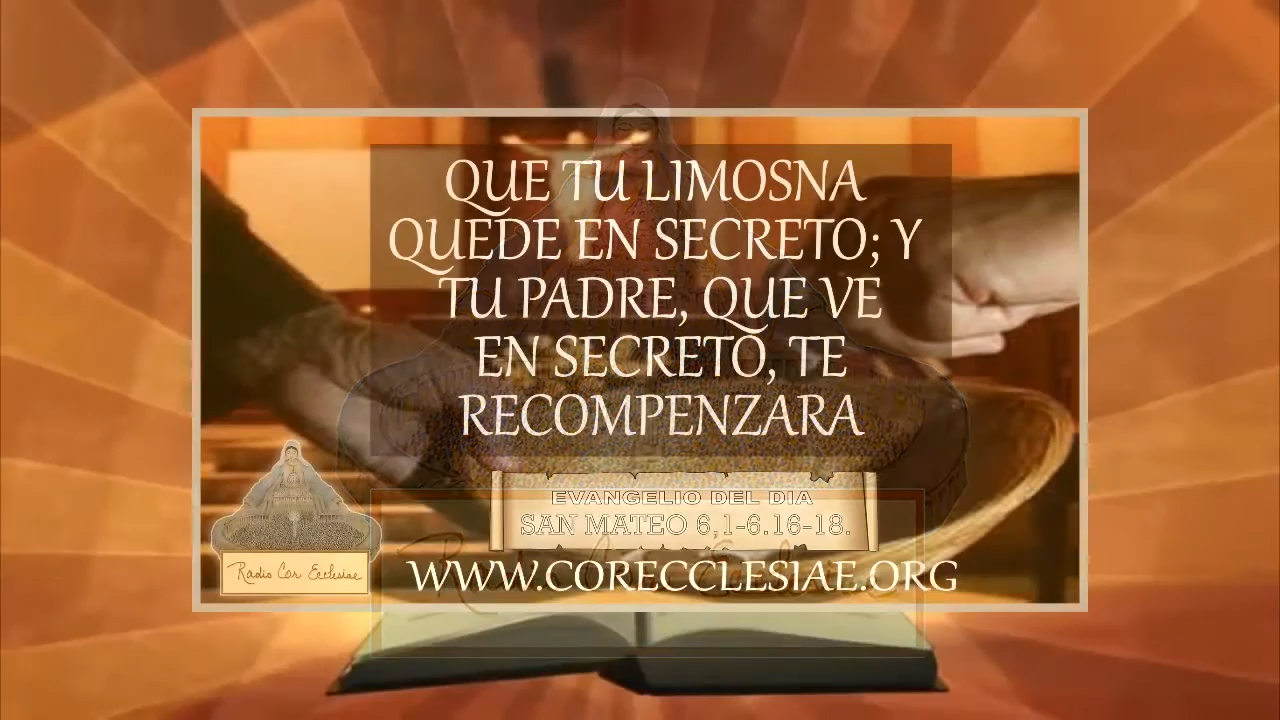 QUE TU LIMOSNA
QUEDE EN SECRETO; Y
TU PADRE, QUE VE
EN SECRETO, TE
RECOMPENZARA
EVANGELIO DEL DIA
SAN MATEO 6,1-6.16-18.
Radio Cor Ecclesiae
WWW.CORECCLESIAE.ORG